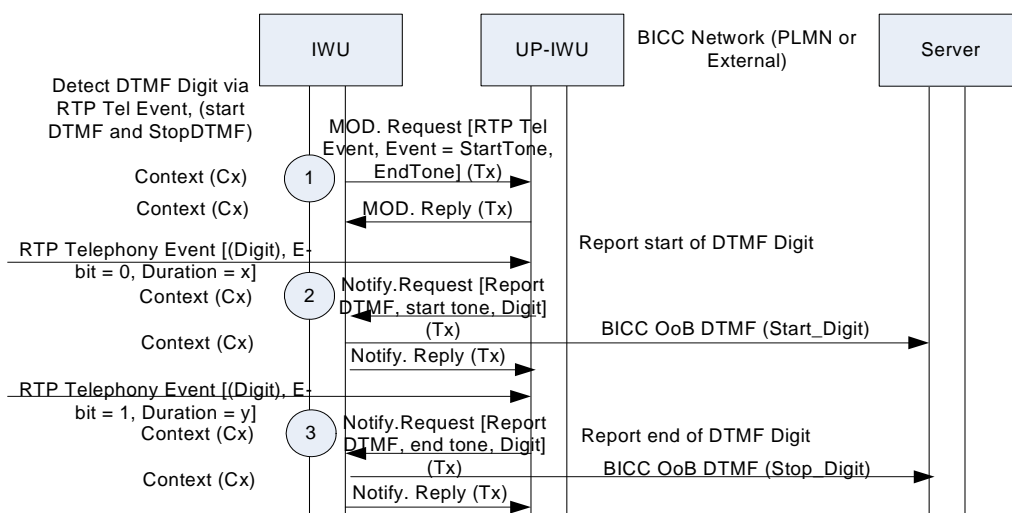 IWU
UP-IWU
BICC Network (PLMN or
External)
Server
Detect DTMF Digit via
RTP Tel Event, (start
DTMF and StopDTMF)
MOD. Request [RTP Tel
Event, Event = StartTone,
EndTone] (Tx)
Context (Cx)
1
Context (Cx)
MOD. Reply (Tx)
RTP Telephony Event [(Digit), E-
bit = 0, Duration = x]
Report start of DTMF Digit
Context (Cx)
2
Notify.Request [Report
DTMF, start tone, Digit]
(Tx)
BICC OoB DTMF (Start_Digit)
Context (Cx)
Notify. Reply (Tx)
RTP Telephony Event [(Digit), E-
bit = 1, Duration = y]
Context (Cx)
3
Notify.Request [Report
DTMF, end tone, Digit]
(Tx)
Report end of DTMF Digit
BICC OoB DTMF (Stop_Digit)
Context (Cx)
Notify. Reply (Tx)